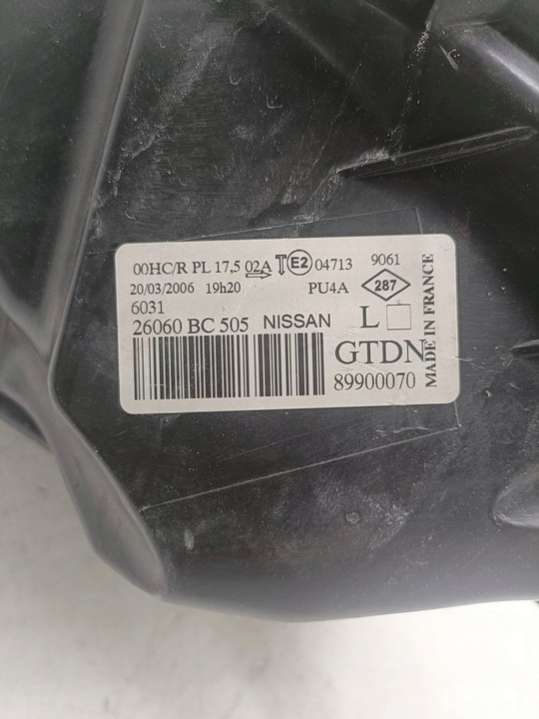 00HC/R PL 17,5 02A T E2 04713 9061
20/03/2006 19h20 PU4A 287
6031
26060 BC 505 NISSAN L
GTDN
89900070
MADE IN FRANCE